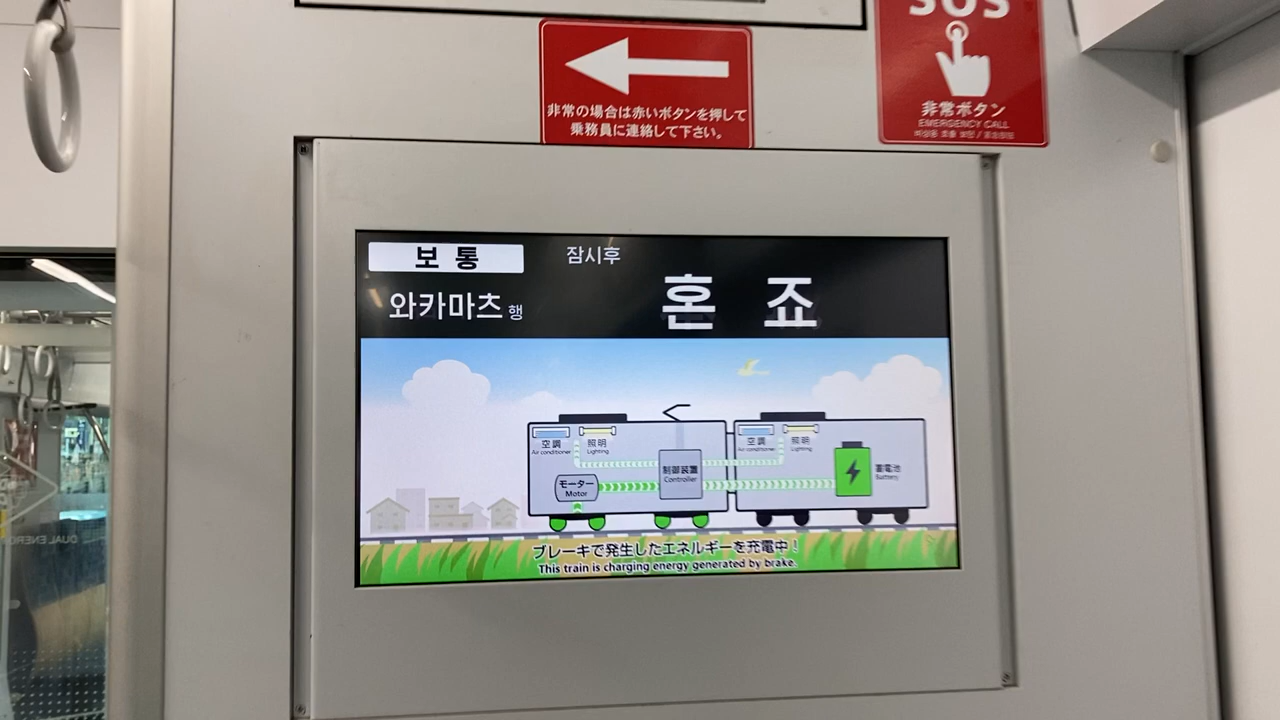 SOS
非常の場合は赤いボタンを押して
乗務員に連絡して下さい。
非常ボタン
EMERGENCY CALL
보통
잠시후
와카마츠 행
혼 죠
空調
Air conditioner
照明
Lighting
空調
Air conditioner
照明
Lighting
制御装置
Controller
モーター
Motor
蓄電池
Battery
ブレーキで発生したエネルギーを充電中!
This train is charging energy generated by brake.